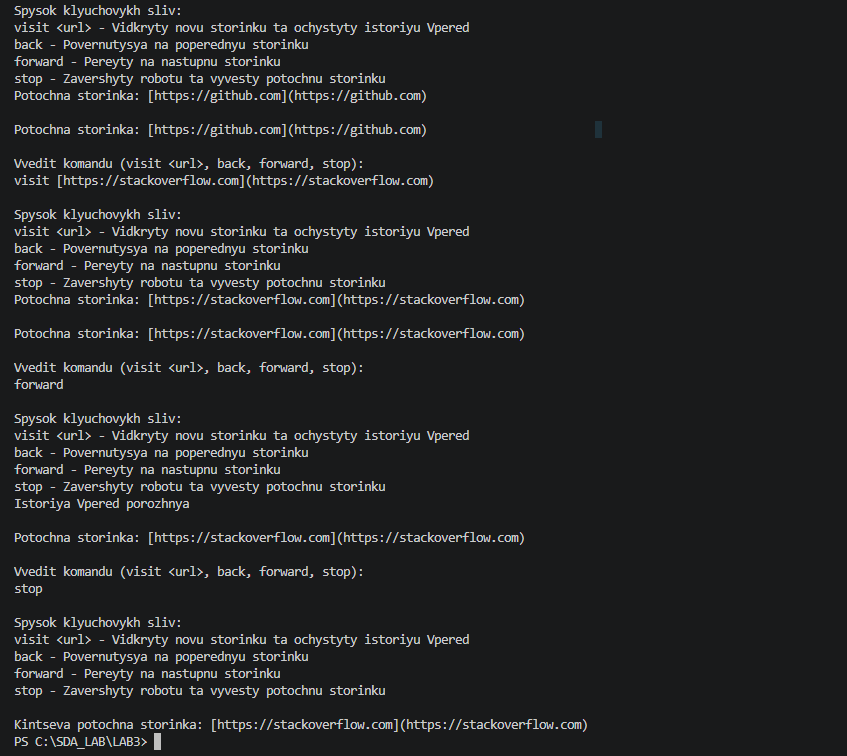 Spysok klyuchovykh sliv:
visit <url> - Vidkryty novu storinku ta ochystyty istoriyu Vpered
back - Povernutysya na poperednyu storinku
forward - Pereyty na nastupnu storinku
stop - Zavershyty robotu ta vyvesty potochnu storinku
Potochna storinka: [https://github.com](https://github.com)
Potochna storinka: [https://github.com](https://github.com)
Vvedit komandu (visit <url>, back, forward, stop):
visit [https://stackoverflow.com](https://stackoverflow.com)
Spysok klyuchovykh sliv:
visit <url> - Vidkryty novu storinku ta ochystyty istoriyu Vpered
back - Povernutysya na poperednyu storinku
forward - Pereyty na nastupnu storinku
stop - Zavershyty robotu ta vyvesty potochnu storinku
Potochna storinka: [https://stackoverflow.com](https://stackoverflow.com)
Potochna storinka: [https://stackoverflow.com](https://stackoverflow.com)
Vvedit komandu (visit <url>, back, forward, stop):
forward
Spysok klyuchovykh sliv:
visit <url> - Vidkryty novu storinku ta ochystyty istoriyu Vpered
back - Povernutysya na poperednyu storinku
forward - Pereyty na nastupnu storinku
stop - Zavershyty robotu ta vyvesty potochnu storinku
Istoriya Vpered porozhnya
Potochna storinka: [https://stackoverflow.com](https://stackoverflow.com)
Vvedit komandu (visit <url>, back, forward, stop):
stop
Spysok klyuchovykh sliv:
visit <url> - Vidkryty novu storinku ta ochystyty istoriyu Vpered
back - Povernutysya na poperednyu storinku
forward - Pereyty na nastupnu storinku
stop - Zavershyty robotu ta vyvesty potochnu storinku
Kintseva potochna storinka: [https://stackoverflow.com](https://stackoverflow.com)
PS C:\SDA_LAB\LAB3>